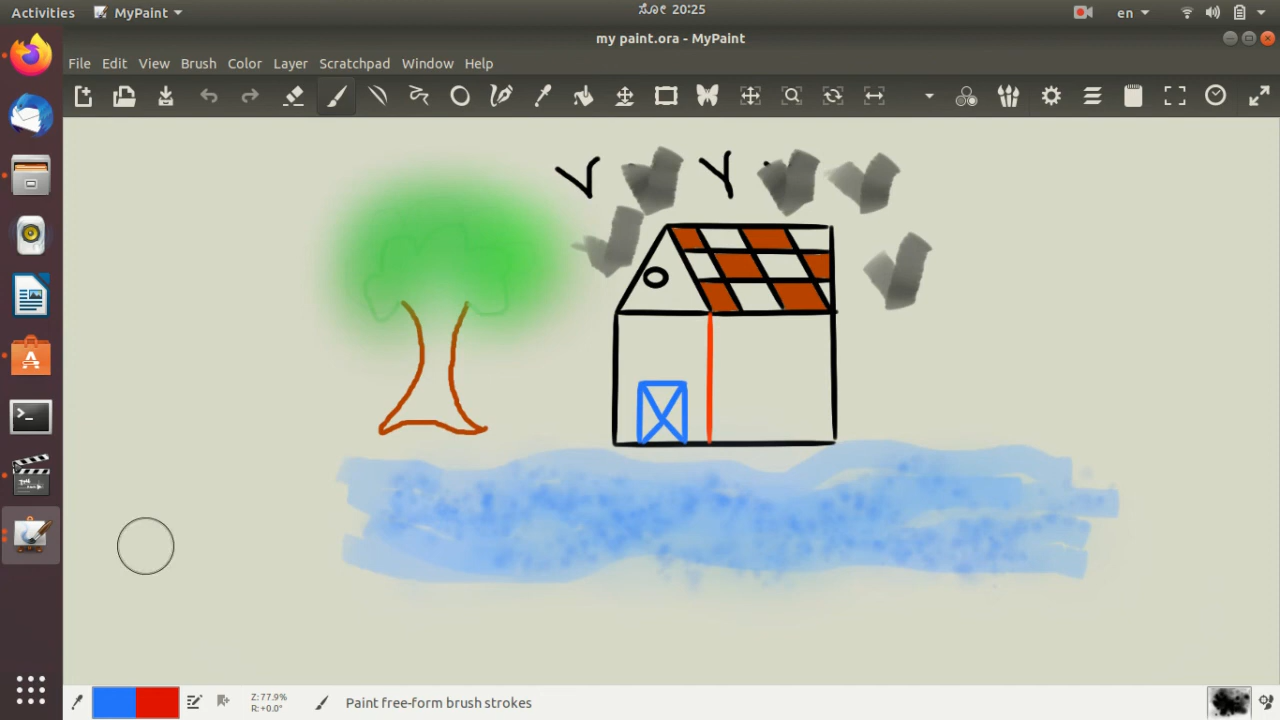 Activities MyPaint ಸೋಮ 20:25 en
my paint.ora - MyPaint
File Edit View Brush Color Layer Scratchpad Window Help
Z:77.9%
R:+0.0°
Paint free-form brush strokes